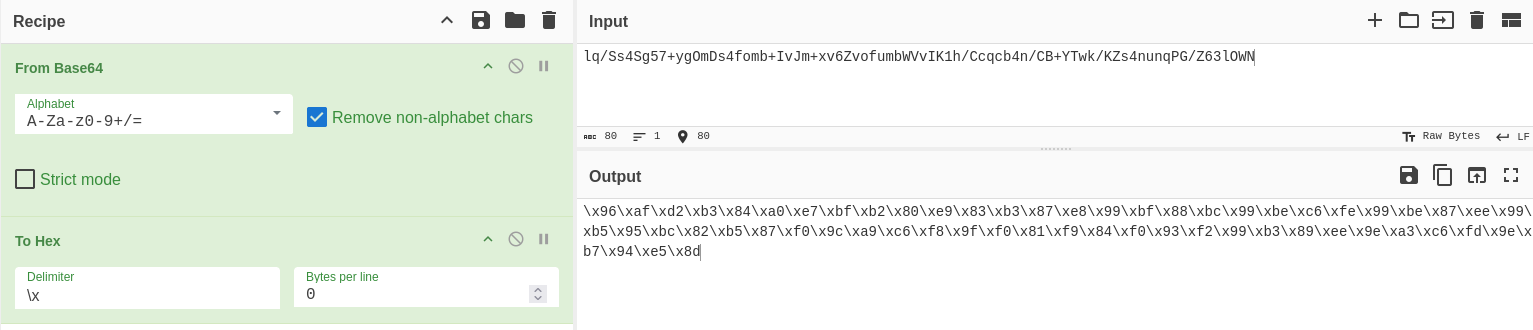 Recipe
From Base64
Alphabet
A-Za-z0-9+/=
Remove non-alphabet chars
Strict mode
To Hex
Delimiter
\x
Bytes per line
0
Input
lq/Ss4Sg57+ygOmDs4fomb+IvJm+xv6ZvofumbWVvIK1h/Ccqcb4n/CB+YTwk/KZs4nunqPG/Z63lOWN
ABC 80 1 80
Tт Raw Bytes LF
Output
\x96\xaf\xd2\xb3\x84\xa0\xe7\xbf\xb2\x80\xe9\x83\xb3\x87\xe8\x99\xbf\x88\xbc\x99\xbe\xc6\xfe\x99\xbe\x87\xee\x99\
xb5\x95\xbc\x82\xb5\x87\xf0\x9c\xa9\xc6\xf8\x9f\xf0\x81\xf9\x84\xf0\x93\xf2\x99\xb3\x89\xee\x9e\xa3\xc6\xfd\x9e\x
b7\x94\xe5\x8d